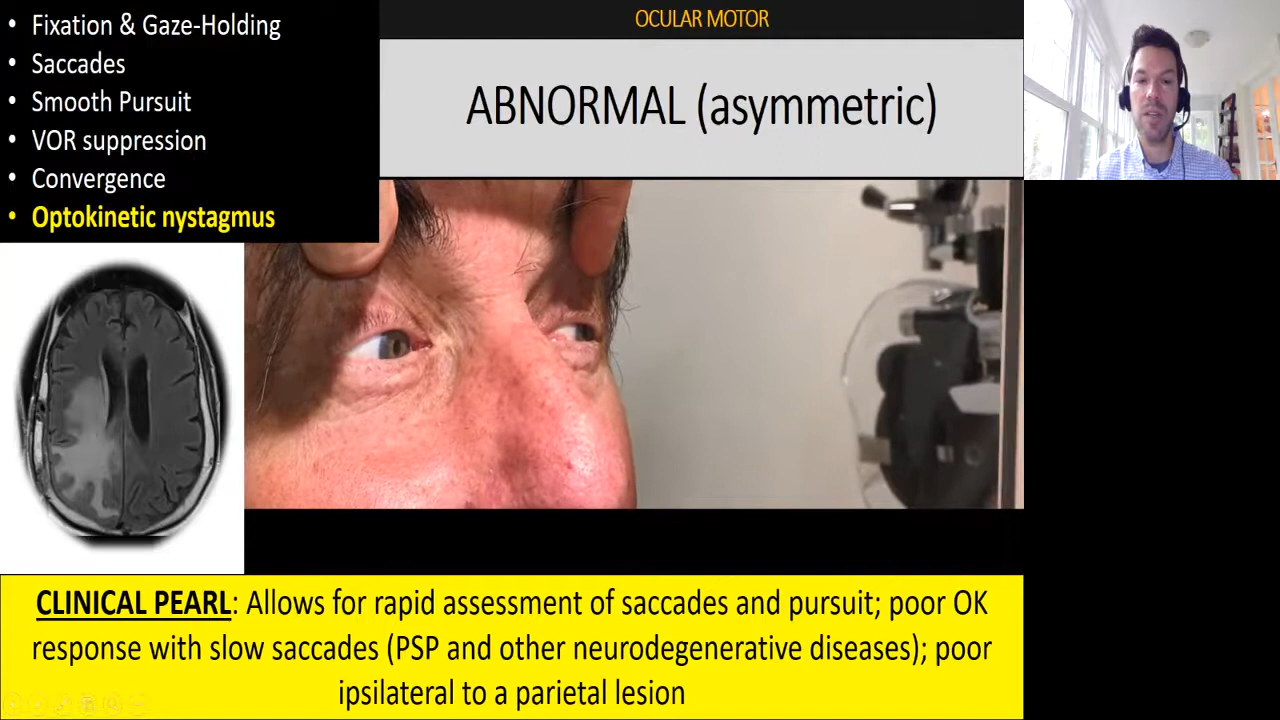 • Fixation & Gaze-Holding
• Saccades
• Smooth Pursuit
• VOR suppression
• Convergence
• Optokinetic nystagmus
OCULAR MOTOR
ABNORMAL (asymmetric)
CLINICAL PEARL: Allows for rapid assessment of saccades and pursuit; poor OK
response with slow saccades (PSP and other neurodegenerative diseases); poor
ipsilateral to a parietal lesion